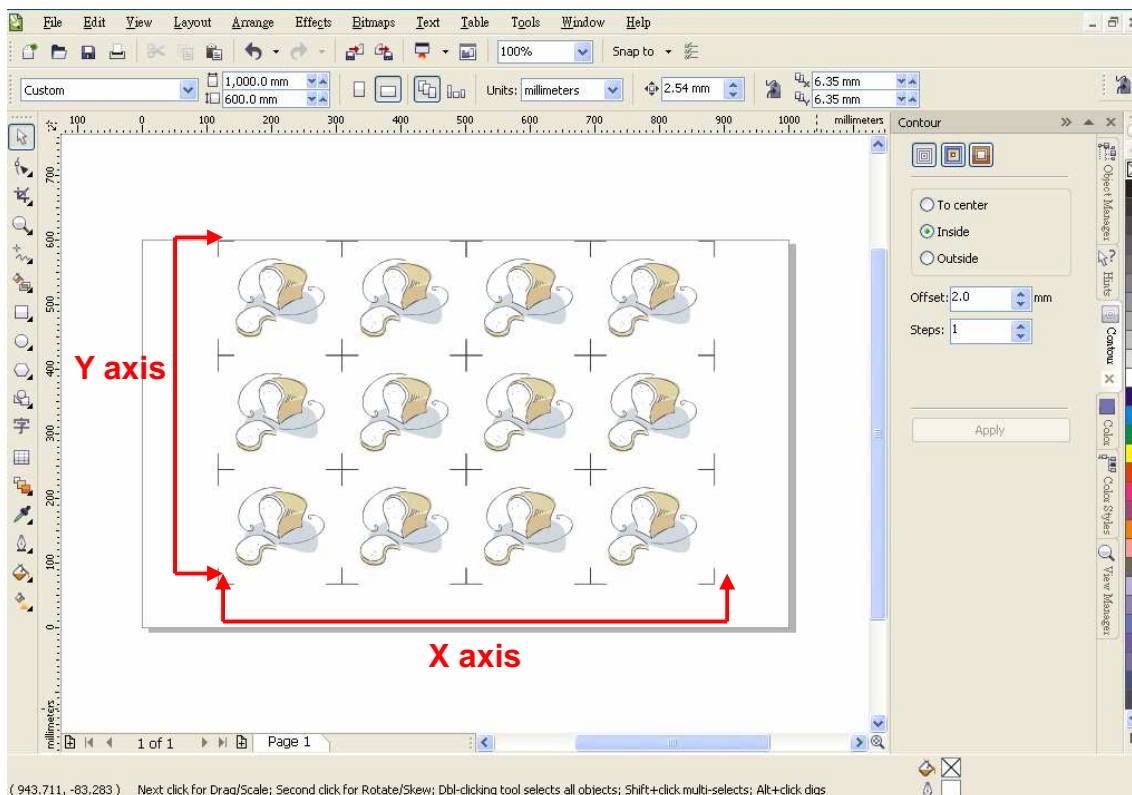 File Edit View Layout Arrange Effects Bitmaps Text Table Tools Window Help
100% Snap to
Custom 1,000.0 mm 600.0 mm Units: millimeters 2.54 mm 6.35 mm 6.35 mm
100 0 100 200 300 400 500 600 700 800 900 1000 millimeters
700
600
500
400
300
200
100
0
millimeters
Y axis
X axis
Contour
To center
Inside
Outside
Offset: 2.0 mm
Steps: 1
Apply
Object Manager
Hints
Contour
Color
Color Styles
View Manager
字
1 of 1 Page 1
( 943.711, -83.283 ) Next click for Drag/Scale; Second click for Rotate/Skew; Dbl-clicking tool selects all objects; Shift+click multi-selects; Alt+click digs